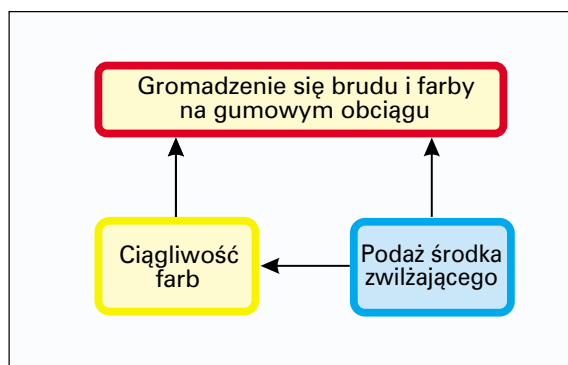 Gromadzenie się brudu i farby
na gumowym obciągu
Ciągliwość
farb
Podaż środka
zwilżającego